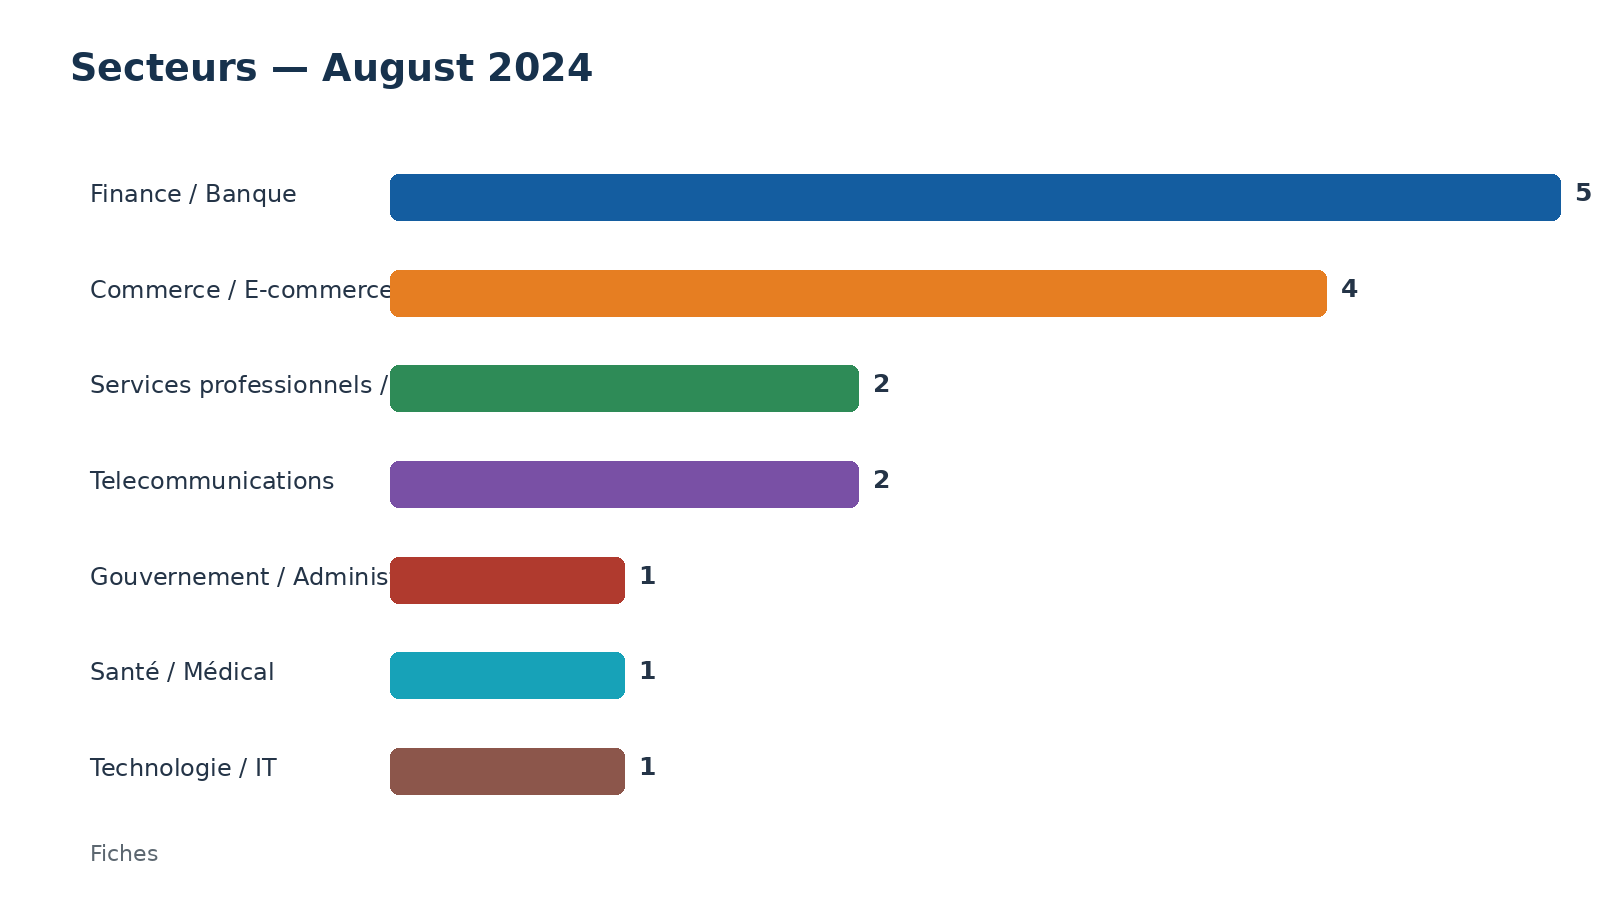 Secteurs — August 2024
Finance / Banque 5
Commerce / E-commerce 4
Services professionnels / 2
Telecommunications 2
Gouvernement / Adminis 1
Santé / Médical 1
Technologie / IT 1
Fiches